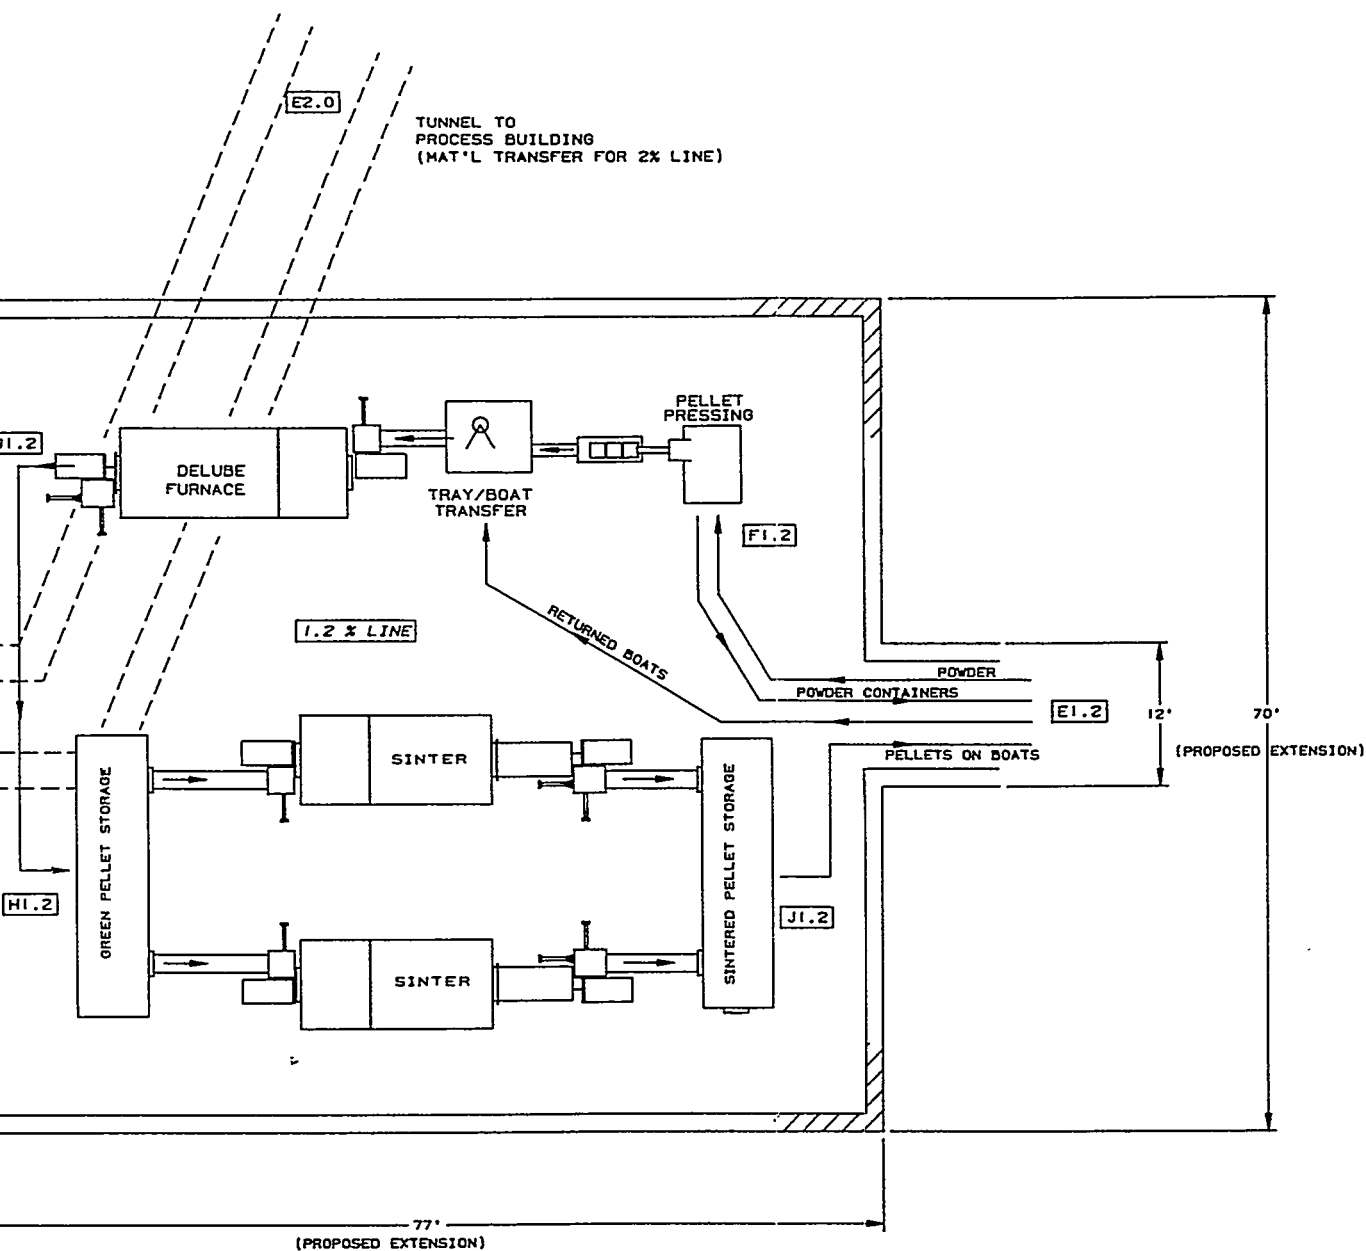 E2.0
TUNNEL TO
PROCESS BUILDING
(MAT'L TRANSFER FOR 2% LINE)
1.2
PELLET
PRESSING
DELUBE
FURNACE
TRAY/BOAT
TRANSFER
F1.2
1.2 % LINE
RETURNED BOATS
POWDER
POWDER CONTAINERS
E1.2
12'
70'
(PROPOSED EXTENSION)
PELLETS ON BOATS
SINTER
GREEN PELLET STORAGE
SINTERED PELLET STORAGE
H1.2
J1.2
SINTER
77'
(PROPOSED EXTENSION)